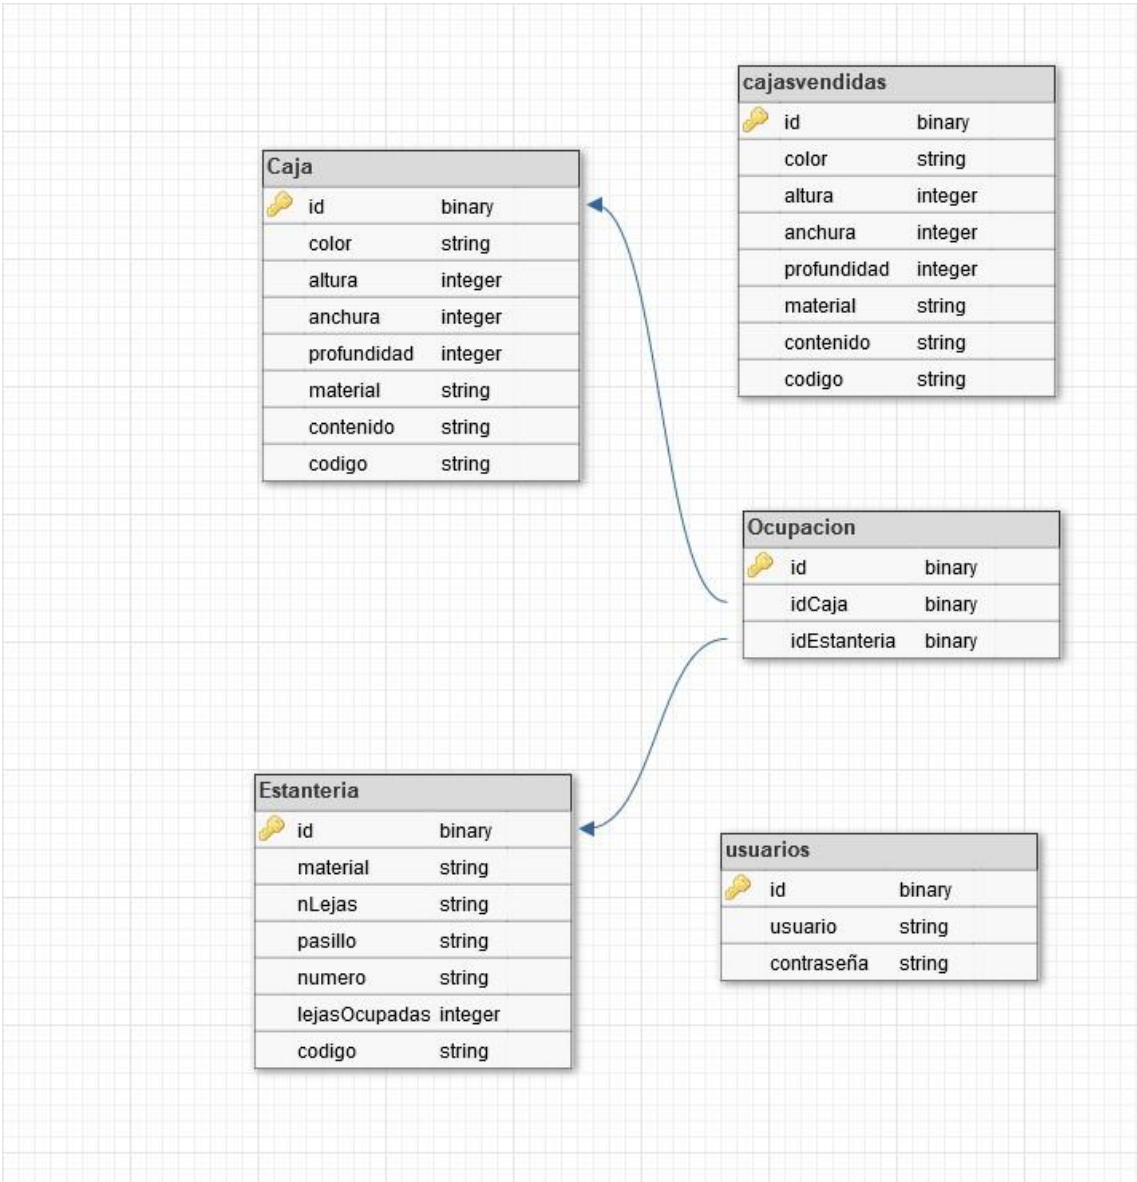 cajasvendidas
id binary
color string
altura integer
anchura integer
profundidad integer
material string
contenido string
codigo string
Caja
id binary
color string
altura integer
anchura integer
profundidad integer
material string
contenido string
codigo string
Ocupacion
id binary
idCaja binary
idEstanteria binary
Estanteria
id binary
material string
nLejas string
pasillo string
numero string
lejasOcupadas integer
codigo string
usuarios
id binary
usuario string
contraseña string